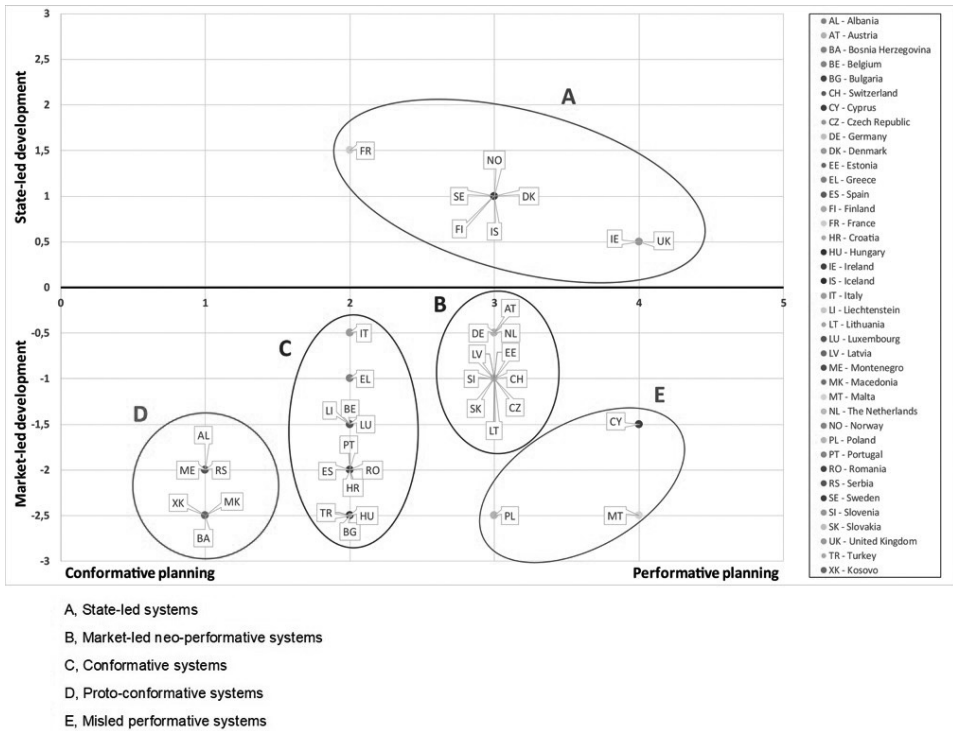 3
2,5
2
1,5
1
0,5
0
-0,5
-1
-1,5
-2
-2,5
-3
State-led development
Market-led development
0 1 2 3 4 5
A
FR
NO
SE DK
FI IS
IE UK
B
AT
DE NL
LV EE
SI CH
SK CZ
LT
C
IT
EL
LI BE
LU
PT
ES RO
HR
TR HU
BG
D
AL
ME RS
XK MK
BA
E
CY
PL MT
Conformative planning Performative planning
AL - Albania
AT - Austria
BA - Bosnia Herzegovina
BE - Belgium
BG - Bulgaria
CH - Switzerland
CY - Cyprus
CZ - Czech Republic
DE - Germany
DK - Denmark
EE - Estonia
EL - Greece
ES - Spain
FI - Finland
FR - France
HR - Croatia
HU - Hungary
IE - Ireland
IS - Iceland
IT - Italy
LI - Liechtenstein
LT - Lithuania
LU - Luxembourg
LV - Latvia
ME - Montenegro
MK - Macedonia
MT - Malta
NL - The Netherlands
NO - Norway
PL - Poland
PT - Portugal
RO - Romania
RS - Serbia
SE - Sweden
SI - Slovenia
SK - Slovakia
UK - United Kingdom
TR - Turkey
XK - Kosovo
A, State-led systems
B, Market-led neo-performative systems
C, Conformative systems
D, Proto-conformative systems
E, Misled performative systems